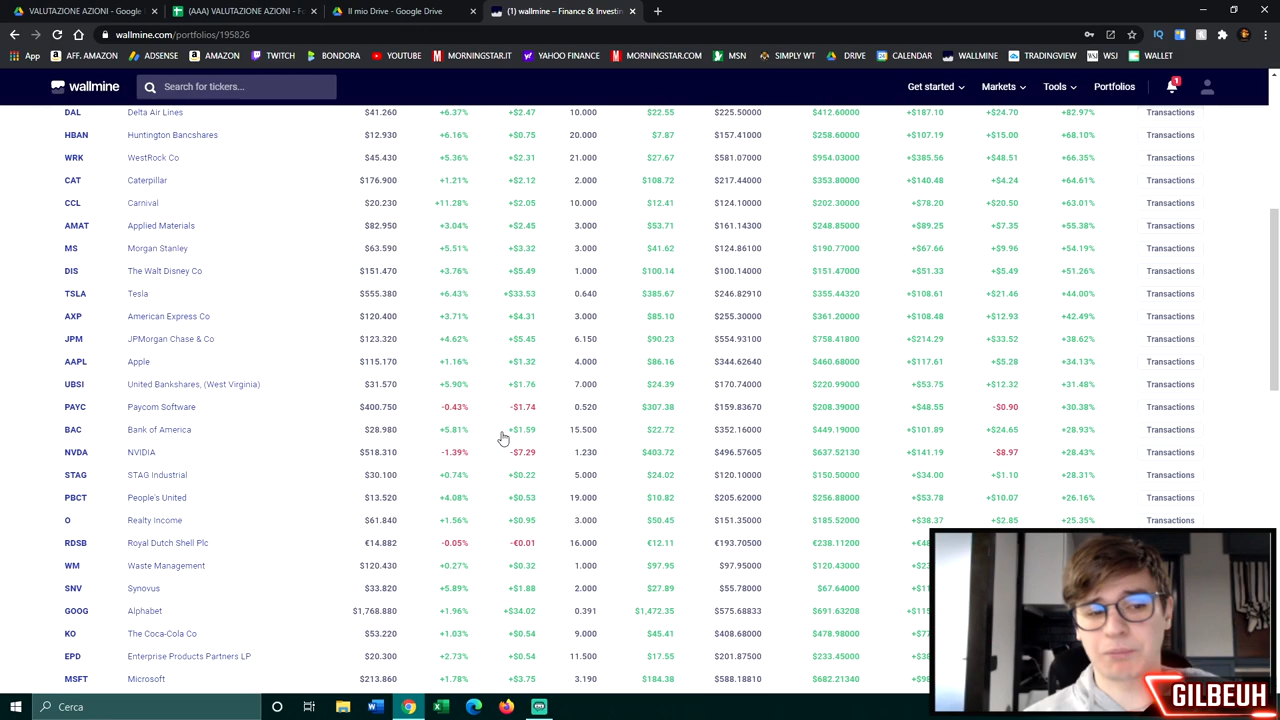 VALUTAZIONE AZIONI - Google
(AAA) VALUTAZIONE AZIONI - Fo
Il mio Drive - Google Drive
(1) wallmine – Finance & Investin
wallmine.com/portfolios/195826
App
AFF. AMAZON
ADSENSE
AMAZON
TWITCH
BONDORA
YOUTUBE
MORNINGSTAR.IT
YAHOO FINANCE
MORNINGSTAR.COM
MSN
SIMPLY WT
DRIVE
CALENDAR
WALLMINE
TRADINGVIEW
BTS
WALLET
wallmine Search for tickers... Get started Markets Tools Portfolios 1
DAL Delta Air Lines $41.260 +6.37% +$2.47 10.000 $22.55 $225.50000 $412.60000 +$187.10 +$24.70 +82.97% Transactions
HBAN Huntington Bancshares $12.930 +6.16% +$0.75 20.000 $7.87 $157.41000 $258.60000 +$107.19 +$15.00 +68.10% Transactions
WRK WestRock Co $45.430 +5.36% +$2.31 21.000 $27.67 $581.07000 $954.03000 +$385.56 +$48.51 +66.35% Transactions
CAT Caterpillar $176.900 +1.21% +$2.12 2.000 $108.72 $217.44000 $353.80000 +$140.48 +$4.24 +64.61% Transactions
CCL Carnival $20.230 +11.28% +$2.05 10.000 $12.41 $124.10000 $202.30000 +$78.20 +$20.50 +63.01% Transactions
AMAT Applied Materials $82.950 +3.04% +$2.45 3.000 $53.71 $161.14300 $248.85000 +$89.25 +$7.35 +55.38% Transactions
MS Morgan Stanley $63.590 +5.51% +$3.32 3.000 $41.62 $124.86100 $190.77000 +$67.66 +$9.96 +54.19% Transactions
DIS The Walt Disney Co $151.470 +3.76% +$5.49 1.000 $100.14 $100.14000 $151.47000 +$51.33 +$5.49 +51.26% Transactions
TSLA Tesla $555.380 +6.43% +$33.53 0.640 $385.67 $246.82910 $355.44320 +$108.61 +$21.46 +44.00% Transactions
AXP American Express Co $120.400 +3.71% +$4.31 3.000 $85.10 $255.30000 $361.20000 +$108.48 +$12.93 +42.49% Transactions
JPM JPMorgan Chase & Co $123.320 +4.62% +$5.45 6.150 $90.23 $554.93100 $758.41800 +$214.29 +$33.52 +38.62% Transactions
AAPL Apple $115.170 +1.16% +$1.32 4.000 $86.16 $344.62640 $460.68000 +$117.61 +$5.28 +34.13% Transactions
UBSI United Bankshares, (West Virginia) $31.570 +5.90% +$1.76 7.000 $24.39 $170.74000 $220.99000 +$53.75 +$12.32 +31.48% Transactions
PAYC Paycom Software $400.750 -0.43% -$1.74 0.520 $307.38 $159.83670 $208.39000 +$48.55 -$0.90 +30.38% Transactions
BAC Bank of America $28.980 +5.81% +$1.59 15.500 $22.72 $352.16000 $449.19000 +$101.89 +$24.65 +28.93% Transactions
NVDA NVIDIA $518.310 -1.39% -$7.29 1.230 $403.72 $496.57605 $637.52130 +$141.19 -$8.97 +28.43% Transactions
STAG STAG Industrial $30.100 +0.74% +$0.22 5.000 $24.02 $120.10000 $150.50000 +$34.00 +$1.10 +28.31% Transactions
PBCT People's United $13.520 +4.08% +$0.53 19.000 $10.82 $205.62000 $256.88000 +$53.78 +$10.07 +26.16% Transactions
O Realty Income $61.840 +1.56% +$0.95 3.000 $50.45 $151.35000 $185.52000 +$38.37 +$2.85 +25.35% Transactions
RDSB Royal Dutch Shell Plc €14.882 -0.05% -€0.01 16.000 €12.11 €193.70500 €238.11200
WM Waste Management $120.430 +0.27% +$0.32 1.000 $97.95 $97.95000 $120.43000
SNV Synovus $33.820 +5.89% +$1.88 2.000 $27.89 $55.78000 $67.64000
GOOG Alphabet $1,768.880 +1.96% +$34.02 0.391 $1,472.35 $575.68833 $691.63208
KO The Coca-Cola Co $53.220 +1.03% +$0.54 9.000 $45.41 $408.68000 $478.98000
EPD Enterprise Products Partners LP $20.300 +2.73% +$0.54 11.500 $17.55 $201.87500 $233.45000
MSFT Microsoft $213.860 +1.78% +$3.75 3.190 $184.38 $588.18810 $682.21340
GILBEUH
Cerca